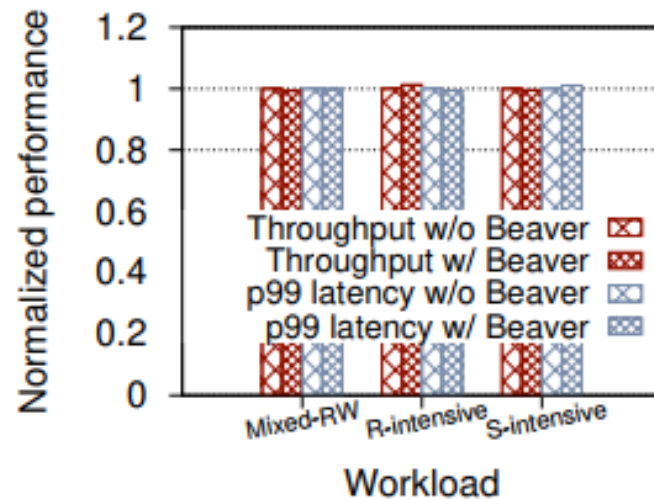 Normalized performance
1.2
1
0.8
0.6
0.4
0.2
0
Throughput w/o Beaver
Throughput w/ Beaver
p99 latency w/o Beaver
p99 latency w/ Beaver
Mixed-RW
R-intensive
S-intensive
Workload